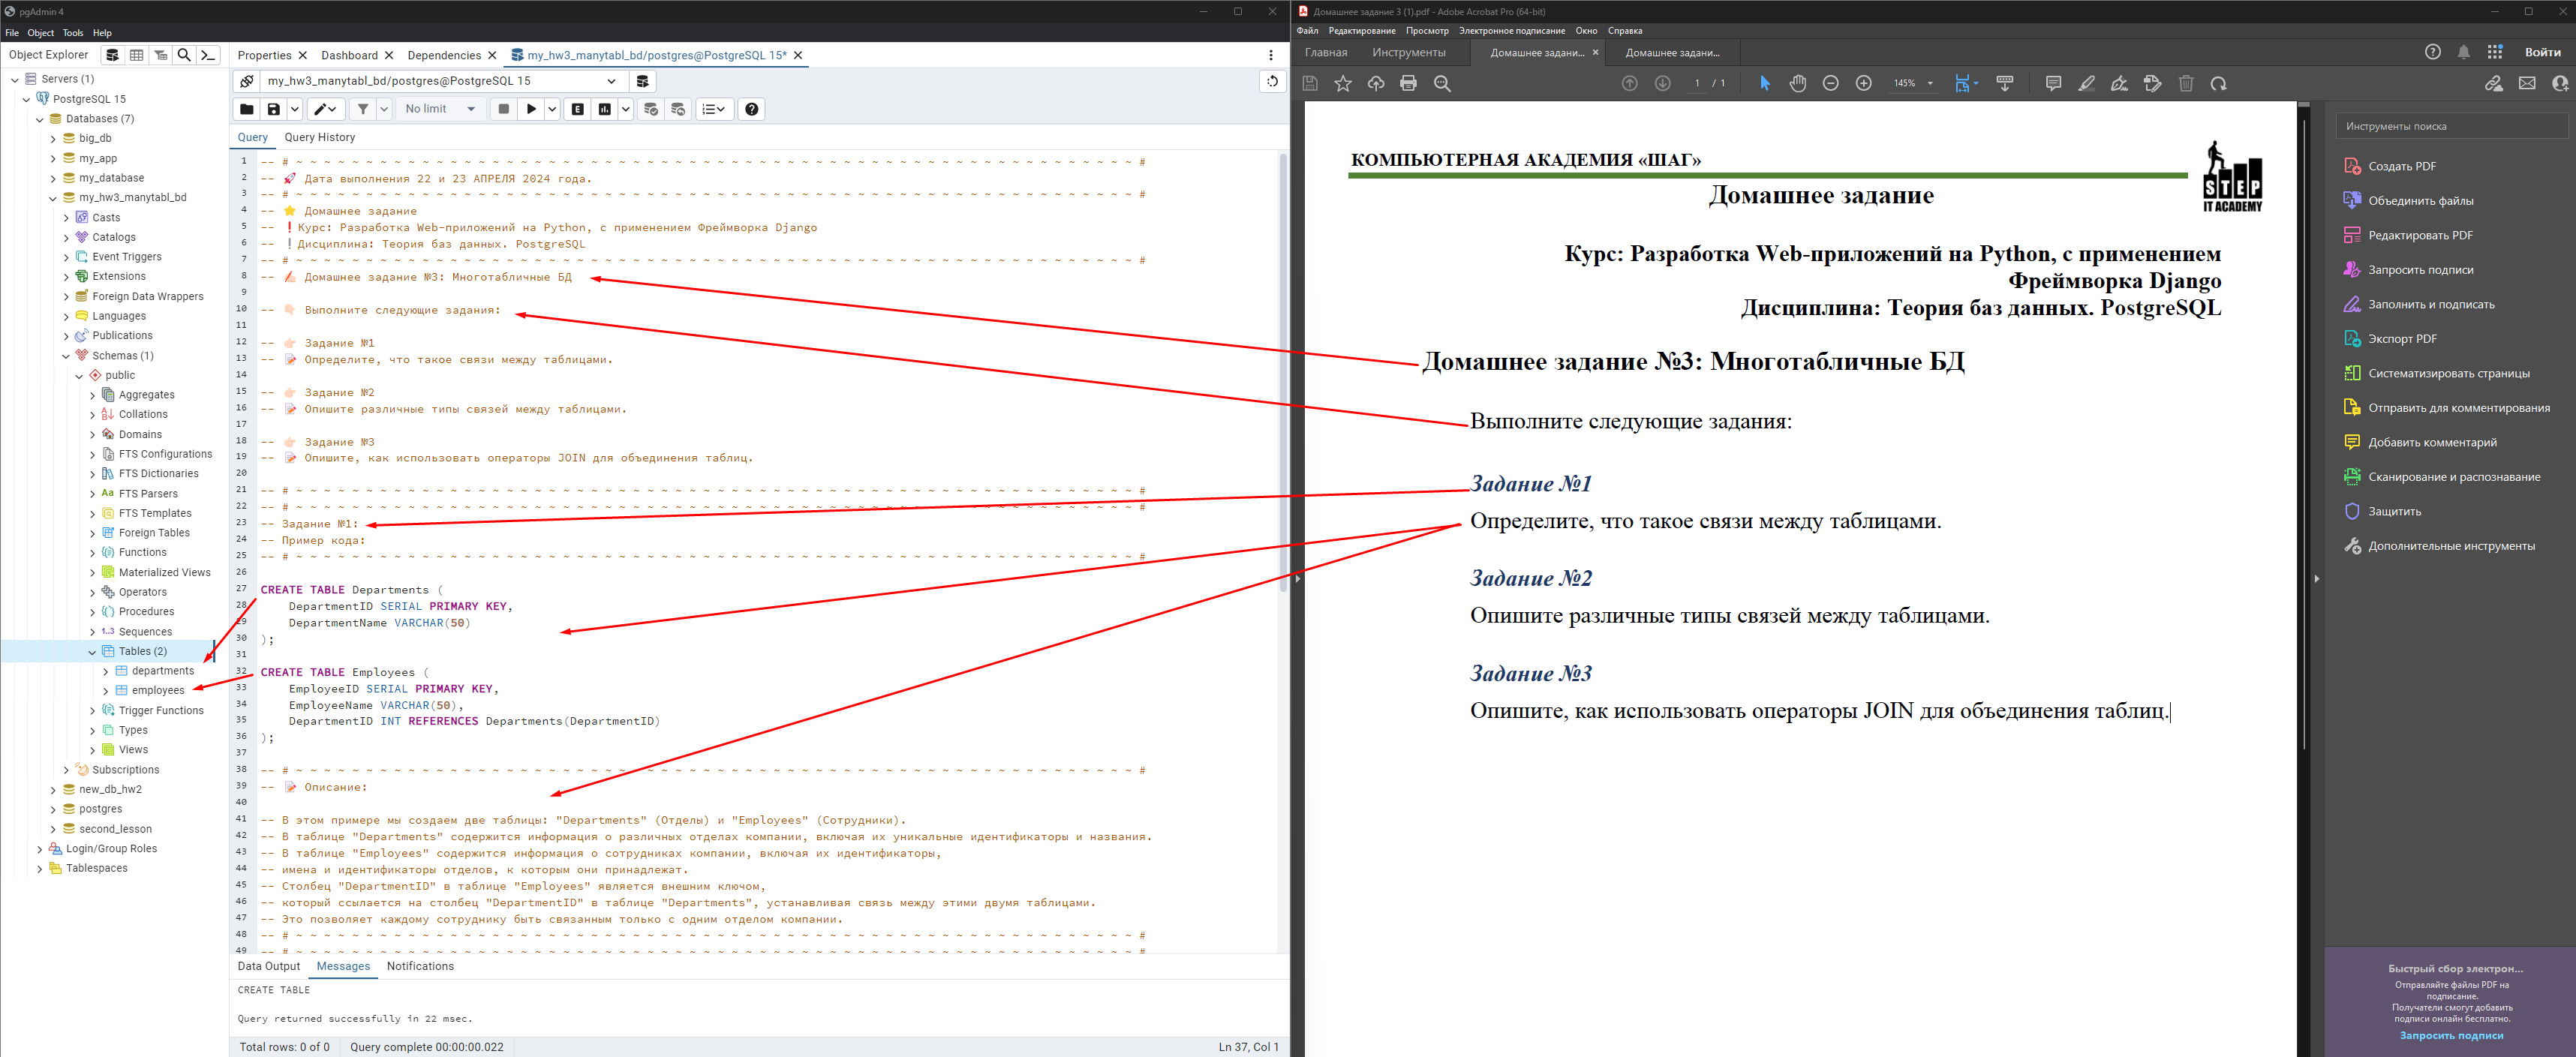 pgAdmin 4
File Object Tools Help
Object Explorer
Servers (1)
PostgreSQL 15
Databases (7)
big_db
my_app
my_database
my_hw3_manytabl_bd
Casts
Catalogs
Event Triggers
Extensions
Foreign Data Wrappers
Languages
Publications
Schemas (1)
public
Aggregates
Collations
Domains
FTS Configurations
FTS Dictionaries
FTS Parsers
FTS Templates
Foreign Tables
Functions
Materialized Views
Operators
Procedures
Sequences
Tables (2)
departments
employees
Trigger Functions
Types
Views
Subscriptions
new_db_hw2
postgres
second_lesson
Login/Group Roles
Tablespaces
Properties Dashboard Dependencies my_hw3_manytabl_bd/postgres@PostgreSQL 15*
my_hw3_manytabl_bd/postgres@PostgreSQL 15
No limit
Query Query History
1 -- # ~ ~ ~ ~ ~ ~ ~ ~ ~ ~ ~ ~ ~ ~ ~ ~ ~ ~ ~ ~ ~ ~ ~ ~ ~ ~ ~ ~ ~ ~ #
2 -- 🚀 Дата выполнения 22 и 23 АПРЕЛЯ 2024 года.
3 -- # ~ ~ ~ ~ ~ ~ ~ ~ ~ ~ ~ ~ ~ ~ ~ ~ ~ ~ ~ ~ ~ ~ ~ ~ ~ ~ ~ ~ ~ ~ #
4 -- ⭐ Домашнее задание
5 -- ❗Курс: Разработка Web-приложений на Python, с применением Фреймворка Django
6 -- ❕Дисциплина: Теория баз данных. PostgreSQL
7 -- # ~ ~ ~ ~ ~ ~ ~ ~ ~ ~ ~ ~ ~ ~ ~ ~ ~ ~ ~ ~ ~ ~ ~ ~ ~ ~ ~ ~ ~ ~ #
8 -- ✍🏻 Домашнее задание №3: Многотабличные БД
9
10 -- 👇🏻 Выполните следующие задания:
11
12 -- 👉🏻 Задание №1
13 -- 📝 Определите, что такое связи между таблицами.
14
15 -- 👉🏻 Задание №2
16 -- 📝 Опишите различные типы связей между таблицами.
17
18 -- 👉🏻 Задание №3
19 -- 📝 Опишите, как использовать операторы JOIN для объединения таблиц.
20
21 -- # ~ ~ ~ ~ ~ ~ ~ ~ ~ ~ ~ ~ ~ ~ ~ ~ ~ ~ ~ ~ ~ ~ ~ ~ ~ ~ ~ ~ ~ ~ #
22 -- # ~ ~ ~ ~ ~ ~ ~ ~ ~ ~ ~ ~ ~ ~ ~ ~ ~ ~ ~ ~ ~ ~ ~ ~ ~ ~ ~ ~ ~ ~ #
23 -- Задание №1:
24 -- Пример кода:
25 -- # ~ ~ ~ ~ ~ ~ ~ ~ ~ ~ ~ ~ ~ ~ ~ ~ ~ ~ ~ ~ ~ ~ ~ ~ ~ ~ ~ ~ ~ ~ #
26
27 CREATE TABLE Departments (
28 DepartmentID SERIAL PRIMARY KEY,
29 DepartmentName VARCHAR(50)
30 );
31
32 CREATE TABLE Employees (
33 EmployeeID SERIAL PRIMARY KEY,
34 EmployeeName VARCHAR(50),
35 DepartmentID INT REFERENCES Departments(DepartmentID)
36 );
37
38 -- # ~ ~ ~ ~ ~ ~ ~ ~ ~ ~ ~ ~ ~ ~ ~ ~ ~ ~ ~ ~ ~ ~ ~ ~ ~ ~ ~ ~ ~ ~ #
39 -- 📝 Описание:
40
41 -- В этом примере мы создаем две таблицы: "Departments" (Отделы) и "Employees" (Сотрудники).
42 -- В таблице "Departments" содержится информация о различных отделах компании, включая их уникальные идентификаторы и названия.
43 -- В таблице "Employees" содержится информация о сотрудниках компании, включая их идентификаторы,
44 -- имена и идентификаторы отделов, к которым они принадлежат.
45 -- Столбец "DepartmentID" в таблице "Employees" является внешним ключом,
46 -- который ссылается на столбец "DepartmentID" в таблице "Departments", устанавливая связь между этими двумя таблицами.
47 -- Это позволяет каждому сотруднику быть связанным только с одним отделом компании.
48 -- # ~ ~ ~ ~ ~ ~ ~ ~ ~ ~ ~ ~ ~ ~ ~ ~ ~ ~ ~ ~ ~ ~ ~ ~ ~ ~ ~ ~ ~ ~ #
49 -- # ~ ~ ~ ~ ~ ~ ~ ~ ~ ~ ~ ~ ~ ~ ~ ~ ~ ~ ~ ~ ~ ~ ~ ~ ~ ~ ~ ~ ~ ~ #
Data Output Messages Notifications
CREATE TABLE
Query returned successfully in 22 msec.
Total rows: 0 of 0 Query complete 00:00:00.022 Ln 37, Col 1
Домашнее задание 3 (1).pdf - Adobe Acrobat Pro (64-bit)
Файл Редактирование Просмотр Электронное подписание Окно Справка
Главная Инструменты Домашнее задани... Домашнее задани... Войти
1 / 1 145%
КОМПЬЮТЕРНАЯ АКАДЕМИЯ «ШАГ»
STEP
IT ACADEMY
Домашнее задание
Курс: Разработка Web-приложений на Python, с применением
Фреймворка Django
Дисциплина: Теория баз данных. PostgreSQL
Домашнее задание №3: Многотабличные БД
Выполните следующие задания:
Задание №1
Определите, что такое связи между таблицами.
Задание №2
Опишите различные типы связей между таблицами.
Задание №3
Опишите, как использовать операторы JOIN для объединения таблиц.
Инструменты поиска
Создать PDF
Объединить файлы
Редактировать PDF
Запросить подписи
Заполнить и подписать
Экспорт PDF
Систематизировать страницы
Отправить для комментирования
Добавить комментарий
Сканирование и распознавание
Защитить
Дополнительные инструменты
Быстрый сбор электрон...
Отправляйте файлы PDF на
подписание.
Получатели смогут добавить
подписи онлайн бесплатно.
Запросить подписи